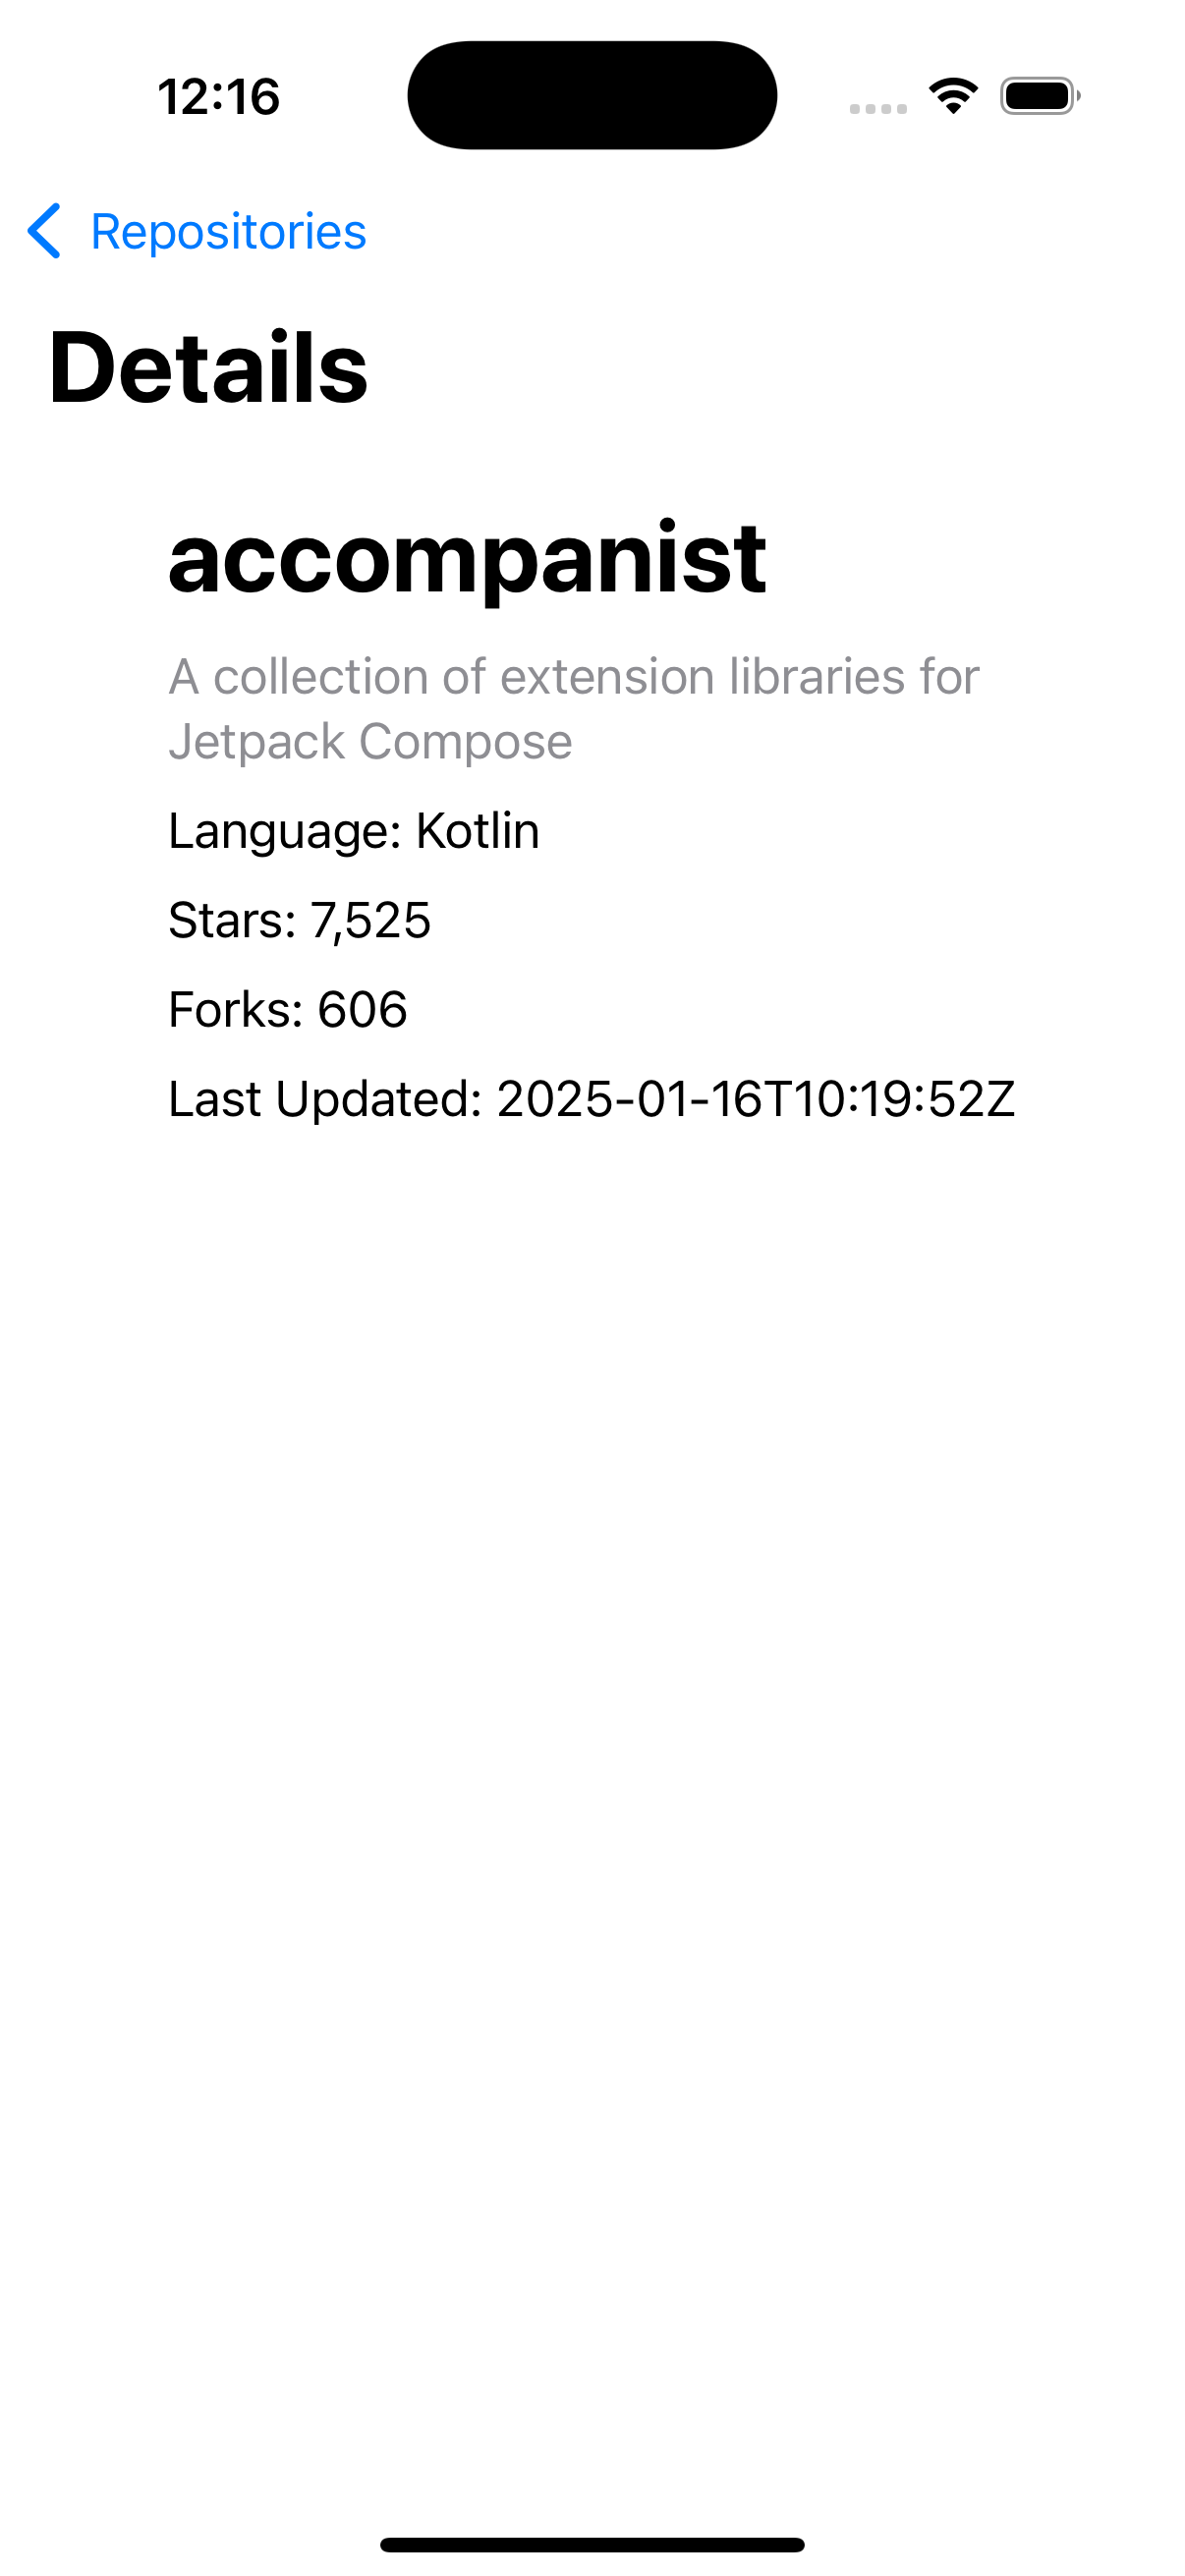 12:16
Repositories
Details
accompanist
A collection of extension libraries for
Jetpack Compose
Language: Kotlin
Stars: 7,525
Forks: 606
Last Updated: 2025-01-16T10:19:52Z